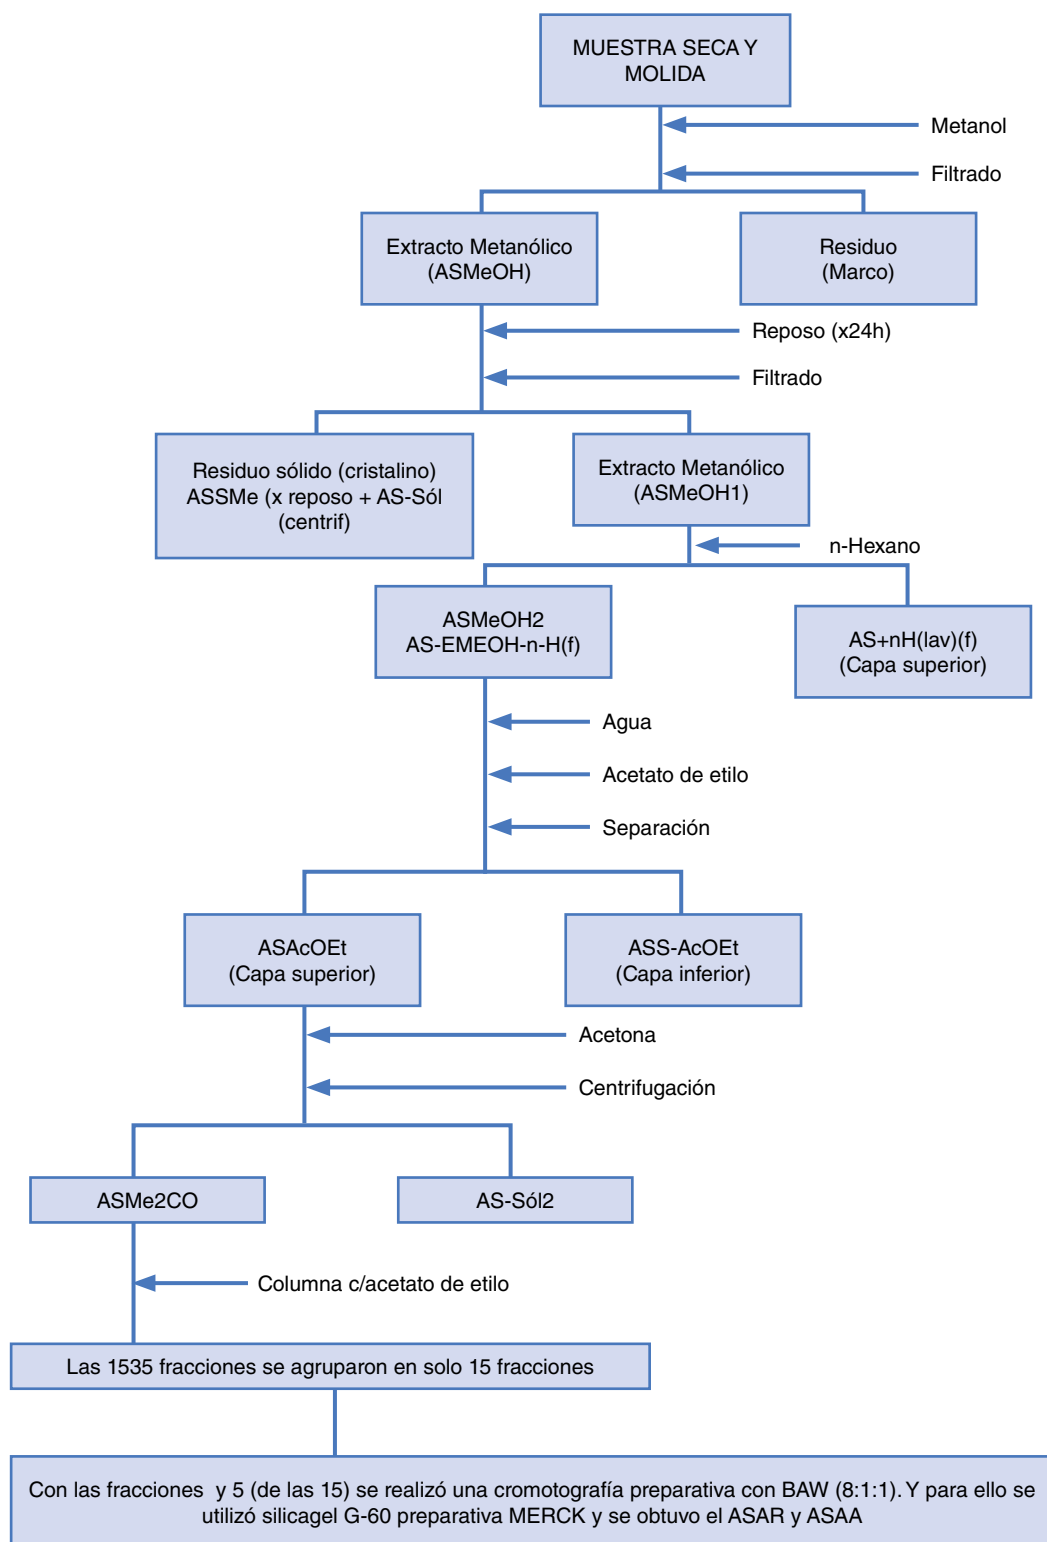 MUESTRA SECA Y
MOLIDA
Metanol
Filtrado
Extracto Metanólico
(ASMeOH)
Residuo
(Marco)
Reposo (x24h)
Filtrado
Residuo sólido (cristalino)
ASSMe (x reposo + AS-Sól
(centrif)
Extracto Metanólico
(ASMeOH1)
n-Hexano
ASMeOH2
AS-EMEOH-n-H(f)
AS+nH(lav)(f)
(Capa superior)
Agua
Acetato de etilo
Separación
ASAcOEt
(Capa superior)
ASS-AcOEt
(Capa inferior)
Acetona
Centrifugación
ASMe2CO
AS-Sól2
Columna c/acetato de etilo
Las 1535 fracciones se agruparon en solo 15 fracciones
Con las fracciones y 5 (de las 15) se realizó una cromotografía preparativa con BAW (8:1:1). Y para ello se
utilizó silicagel G-60 preparativa MERCK y se obtuvo el ASAR y ASAA